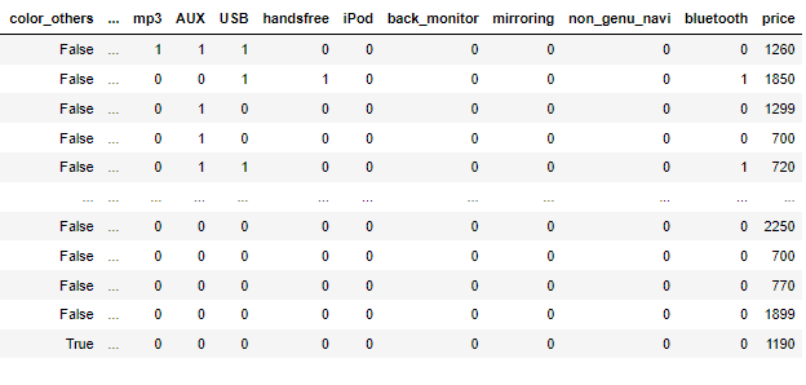 color_others ... mp3 AUX USB handsfree iPod back_monitor mirroring non_genu_navi bluetooth price
False ... 1 1 1 0 0 0 0 0 0 1260
False ... 0 0 1 1 0 0 0 0 1 1850
False ... 0 1 0 0 0 0 0 0 0 1299
False ... 0 1 0 0 0 0 0 0 0 700
False ... 0 1 1 0 0 0 0 0 1 720
... ... ... ... ... ... ... ... ... ... ... ...
False ... 0 0 0 0 0 0 0 0 0 2250
False ... 0 0 0 0 0 0 0 0 0 700
False ... 0 0 0 0 0 0 0 0 0 770
False ... 0 0 0 0 0 0 0 0 0 1899
True ... 0 0 0 0 0 0 0 0 0 1190